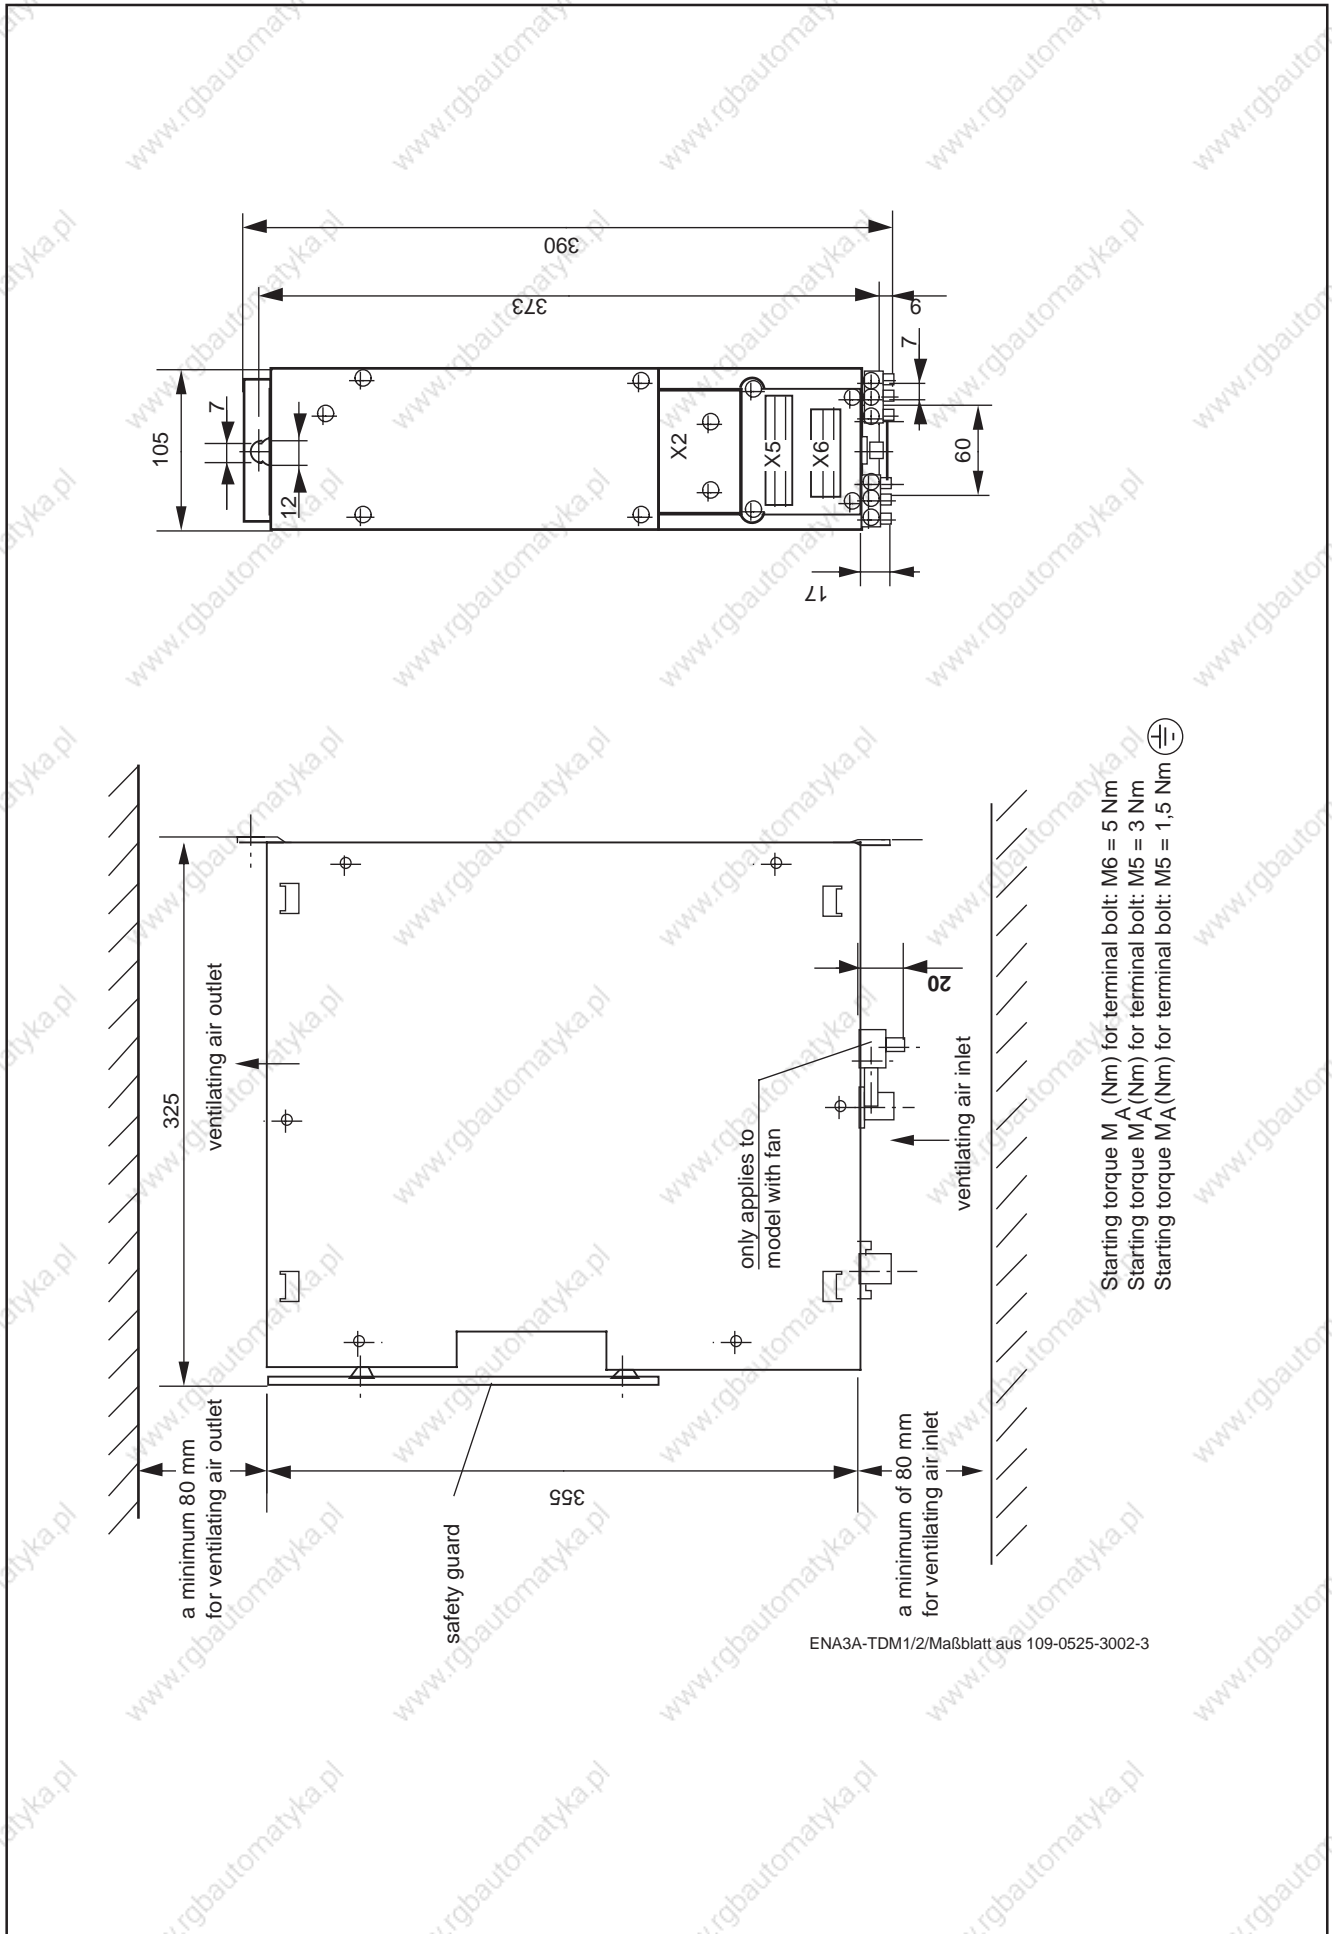 390
373
9
7
105
7
12
X2
X5
X6
60
17
325
ventilating air outlet
20
only applies to
model with fan
ventilating air inlet
Starting torque MA (Nm) for terminal bolt: M6 = 5 Nm
Starting torque MA (Nm) for terminal bolt: M5 = 3 Nm
Starting torque MA (Nm) for terminal bolt: M5 = 1,5 Nm
a minimum 80 mm
for ventilating air outlet
355
safety guard
a minimum of 80 mm
for ventilating air inlet
ENA3A-TDM1/2/Maßblatt aus 109-0525-3002-3
www.rgbautomatyka.pl